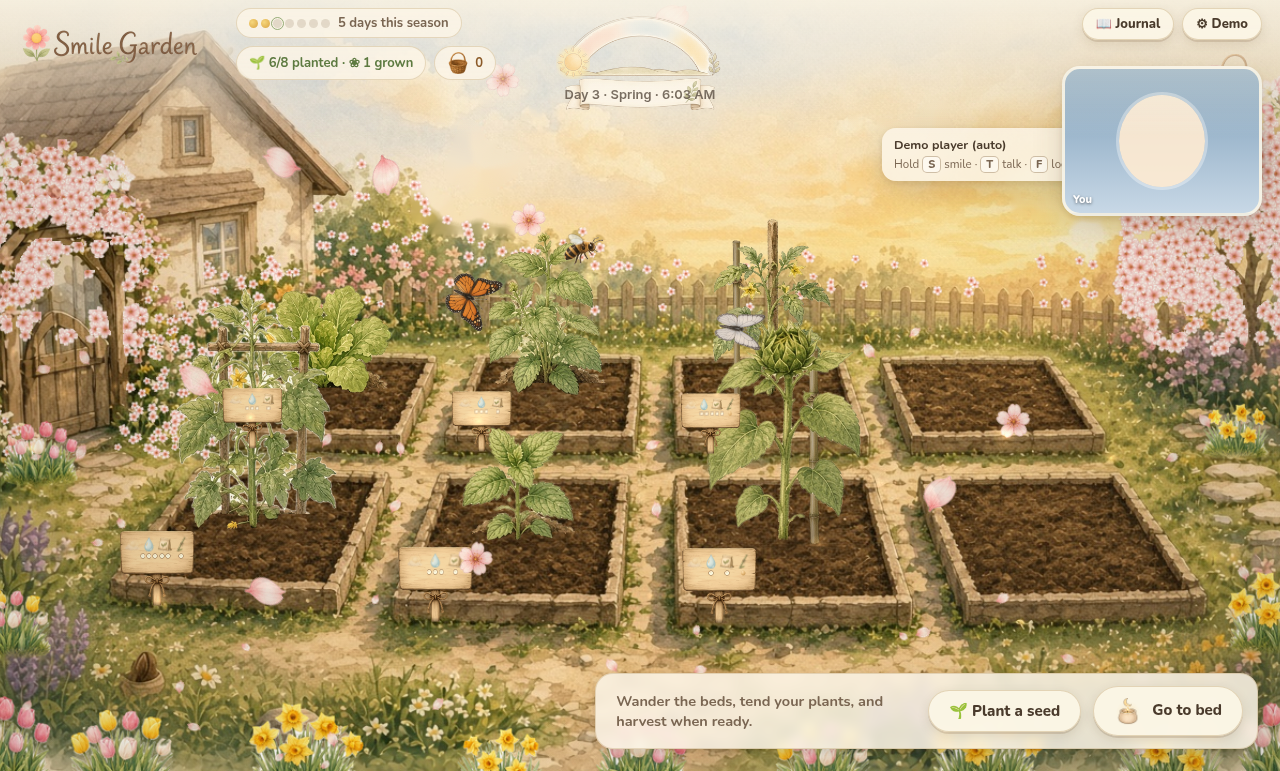 Smile Garden
5 days this season
6/8 planted · 1 grown
0
Day 3 · Spring · 6:03 AM
Journal
Demo
Demo player (auto)
Hold S smile · T talk · F lo
You
Wander the beds, tend your plants, and
harvest when ready.
Plant a seed
Go to bed